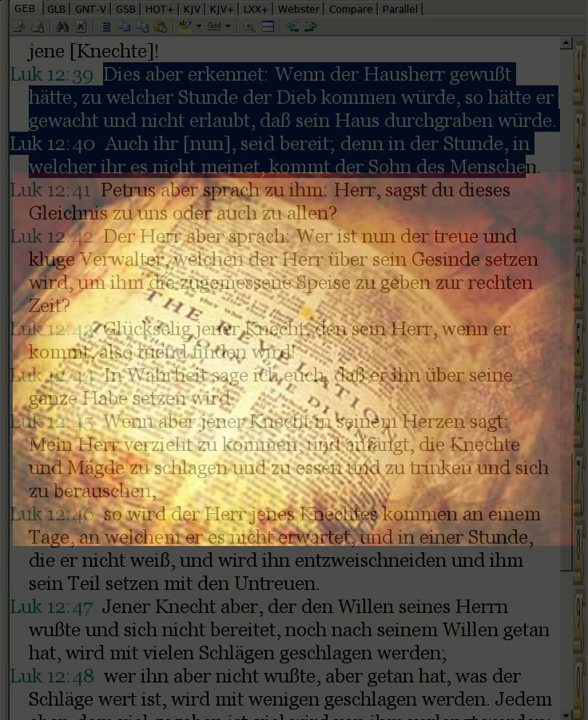 GEB GLB GNT-V GSB HOT+ KJV KJV+ LXX+ Webster Compare Parallel
jene [Knechte]!
Luk 12:39 Dies aber erkennet: Wenn der Hausherr gewußt
hätte, zu welcher Stunde der Dieb kommen würde, so hätte er
gewacht und nicht erlaubt, daß sein Haus durchgraben würde.
Luk 12:40 Auch ihr [nun], seid bereit; denn in der Stunde, in
welcher ihr es nicht meinet, kommt der Sohn des Menschen.
Luk 12:41 Petrus aber sprach zu ihm: Herr, sagst du dieses
Gleichnis zu uns oder auch zu allen?
Luk 12:42 Der Herr aber sprach: Wer ist nun der treue und
kluge Verwalter, welchen der Herr über sein Gesinde setzen
wird, um ihm die zugemessene Speise zu geben zur rechten
Zeit?
Luk 12:43 Glückselig jener Knecht, den sein Herr, wenn er
kommt, also tuend finden wird!
Luk 12:44 In Wahrheit sage ich euch, daß er ihn über seine
ganze Habe setzen wird.
Luk 12:45 Wenn aber jener Knecht in seinem Herzen sagt:
Mein Herr verzieht zu kommen, und anfängt, die Knechte
und Mägde zu schlagen und zu essen und zu trinken und sich
zu berauschen,
Luk 12:46 so wird der Herr jenes Knechtes kommen an einem
Tage, an welchem er es nicht erwartet, und in einer Stunde,
die er nicht weiß, und wird ihn entzweischneiden und ihm
sein Teil setzen mit den Untreuen.
Luk 12:47 Jener Knecht aber, der den Willen seines Herrn
wußte und sich nicht bereitet, noch nach seinem Willen getan
hat, wird mit vielen Schlägen geschlagen werden;
Luk 12:48 wer ihn aber nicht wußte, aber getan hat, was der
Schläge wert ist, wird mit wenigen geschlagen werden. Jedem
THE REVELATION